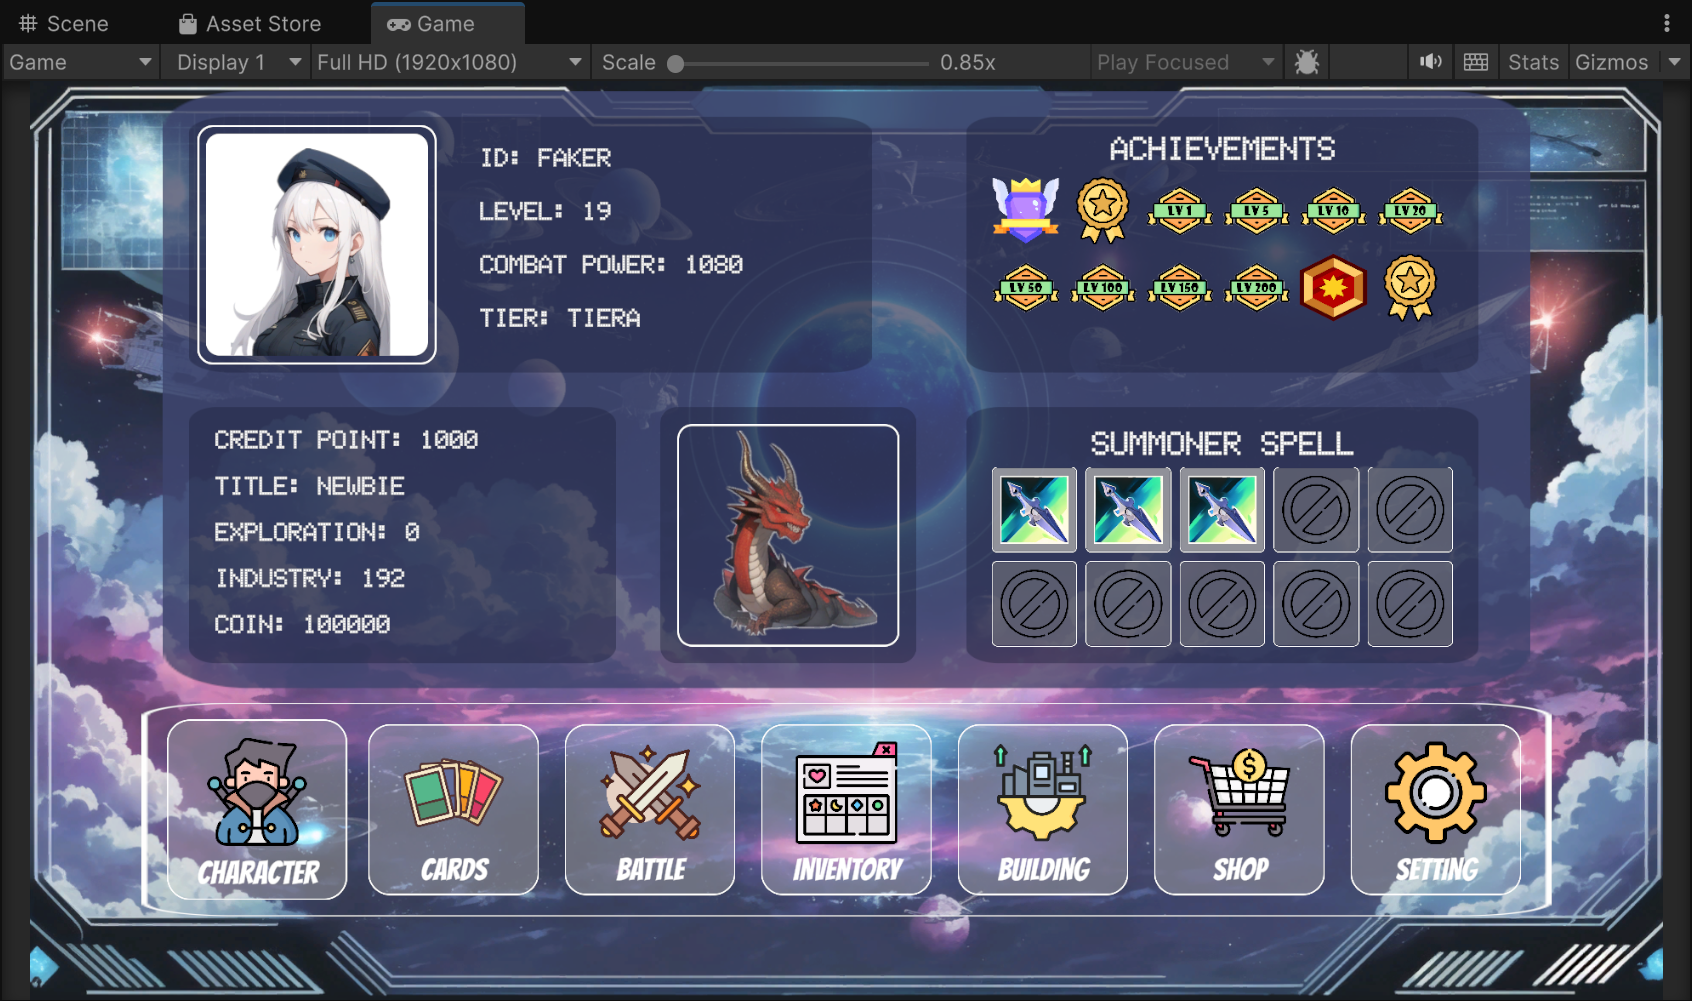 Scene
Asset Store
Game
Game
Display 1
Full HD (1920x1080)
Scale
0.85x
Play Focused
Stats
Gizmos
ID: FAKER
LEVEL: 19
COMBAT POWER: 1080
TIER: TIERA
ACHIEVEMENTS
LV 1
LV 5
LV 10
LV 20
LV 50
LV 100
LV 150
LV 200
CREDIT POINT: 1000
TITLE: NEWBIE
EXPLORATION: 0
INDUSTRY: 192
COIN: 100000
SUMMONER SPELL
CHARACTER
CARDS
BATTLE
INVENTORY
BUILDING
SHOP
SETTING